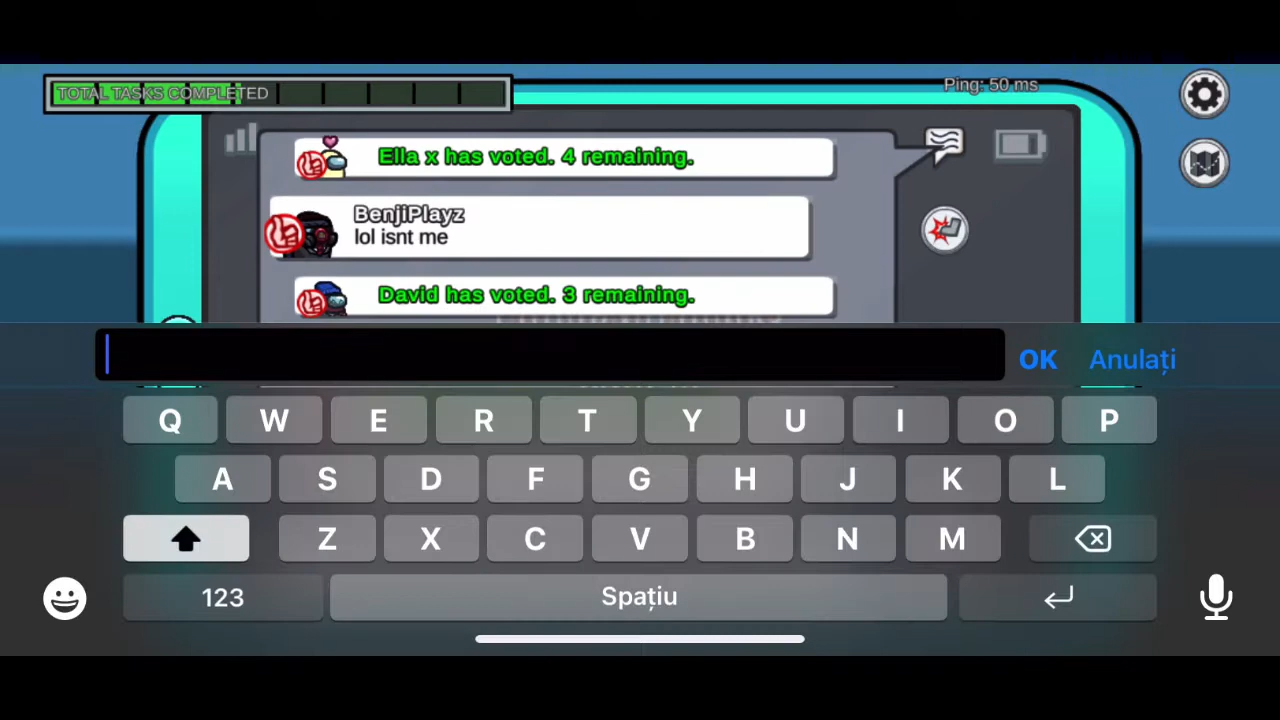 TOTAL TASKS COMPLETED
Ping: 50 ms
Ella x has voted. 4 remaining.
BenjiPlayz
lol isnt me
David has voted. 3 remaining.
OK Anulați
Q W E R T Y U I O P
A S D F G H J K L
Z X C V B N M
123 Spațiu